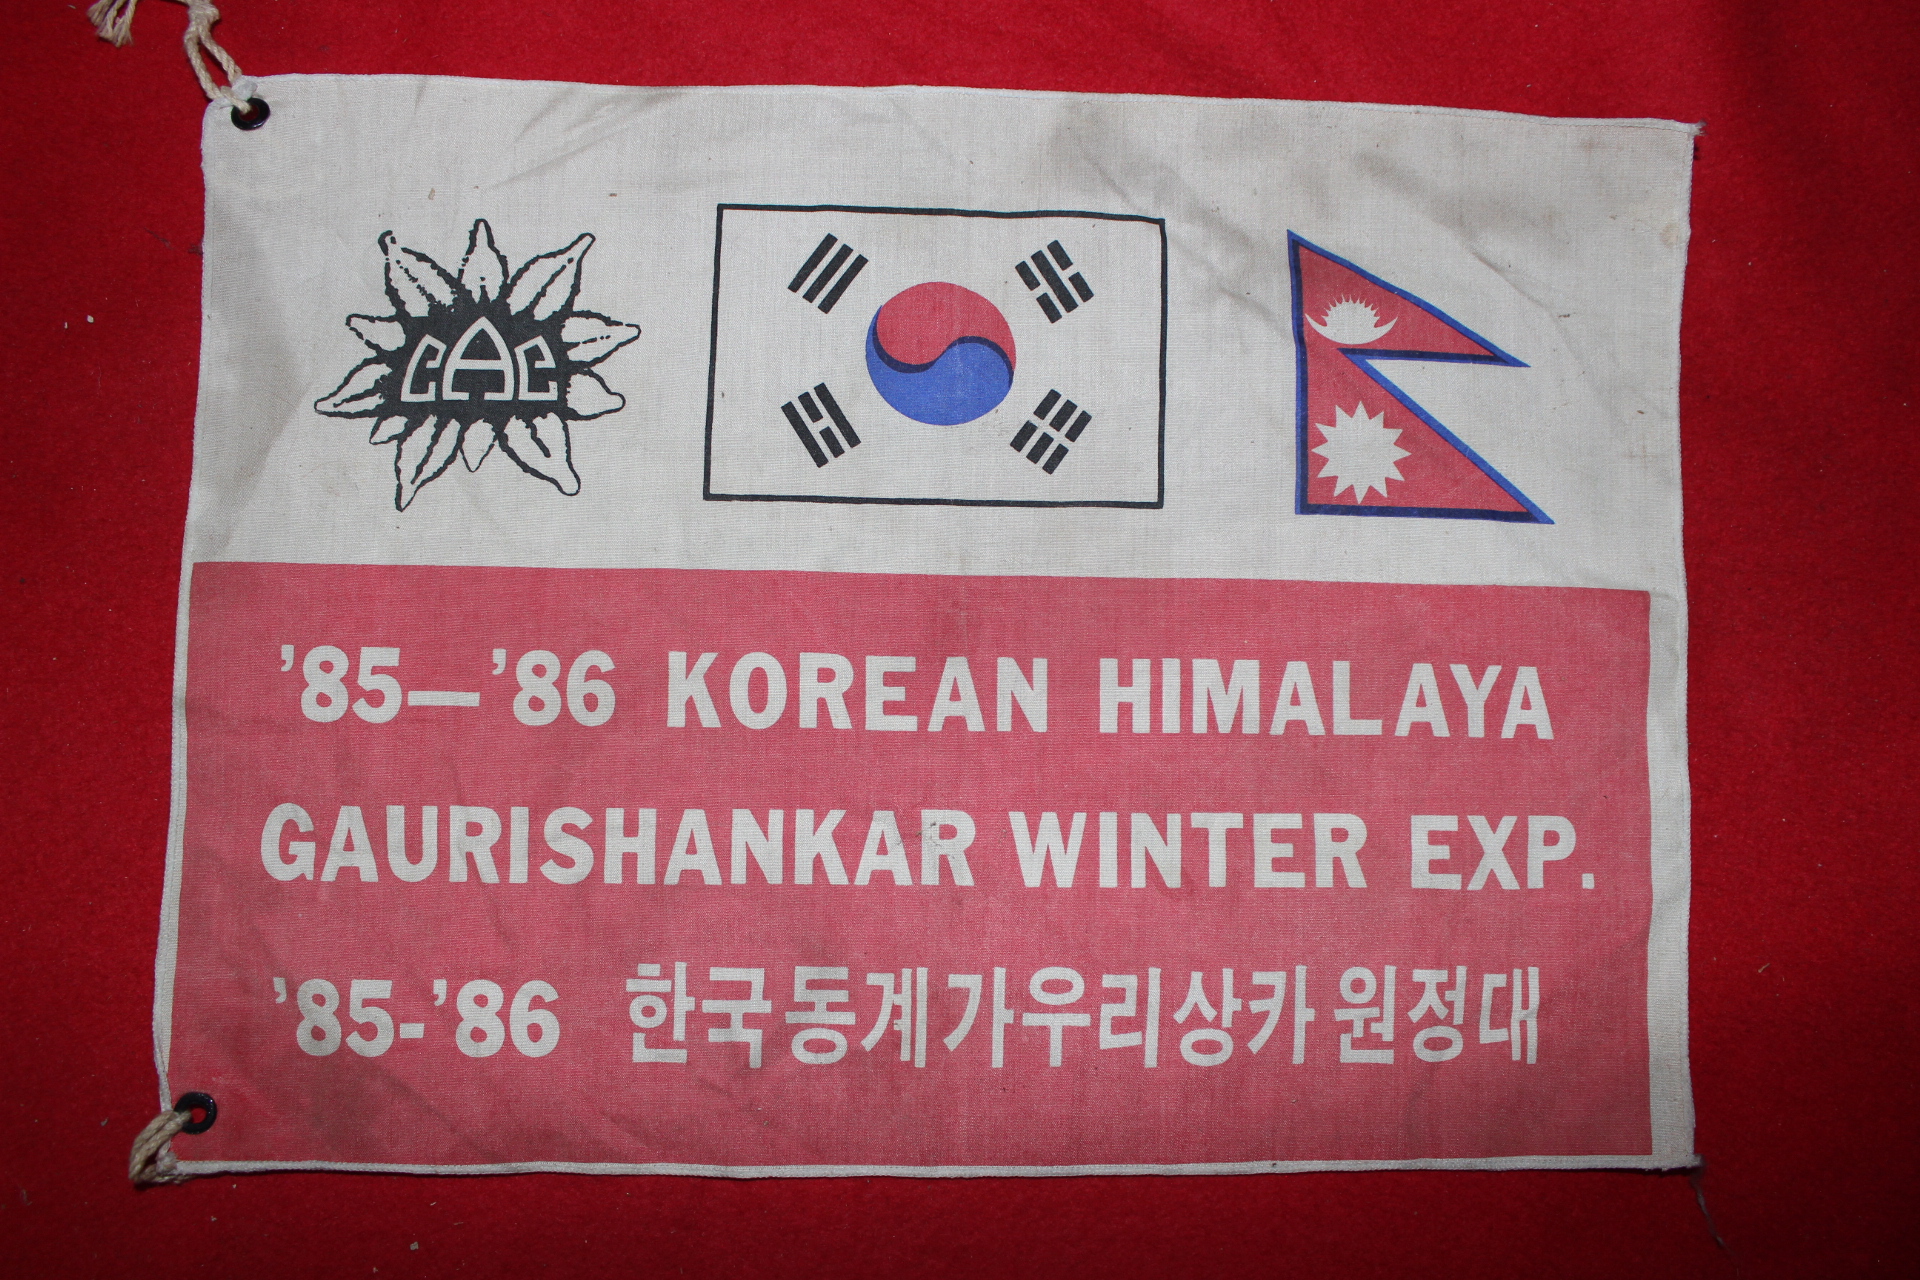 CAC
'85—'86 KOREAN HIMALAYA
GAURISHANKAR WINTER EXP.
'85-'86 한국동계가우리상카 원정대